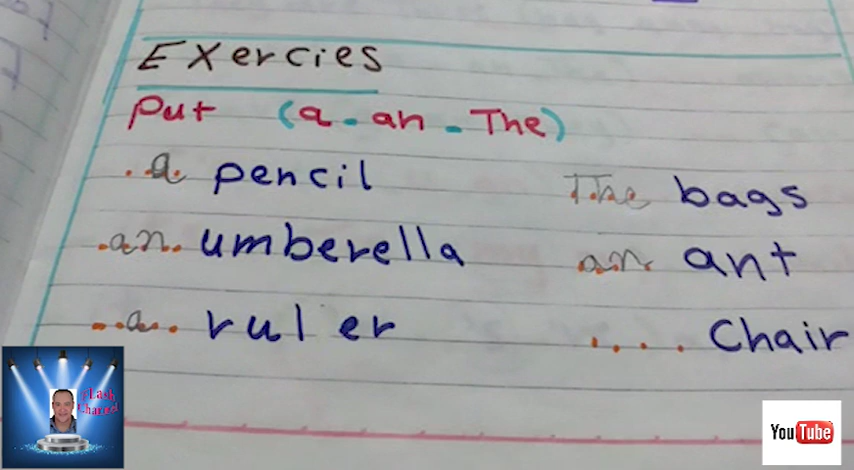 Exercies
Put (a - an - The)
..a.. pencil The bags
.an. umberella an ant
..a.. ruler .... Chair
Flash Channel
YouTube